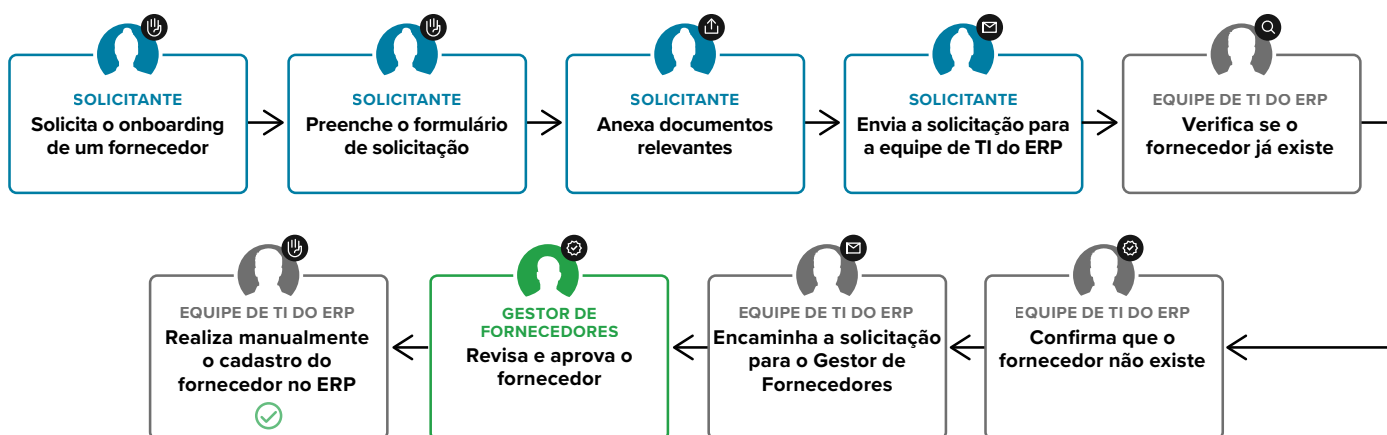 SOLICITANTE
Solicita o onboarding
de um fornecedor
SOLICITANTE
Preenche o formulário
de solicitação
SOLICITANTE
Anexa documentos
relevantes
SOLICITANTE
Envia a solicitação para
a equipe de TI do ERP
EQUIPE DE TI DO ERP
Verifica se o
fornecedor já existe
EQUIPE DE TI DO ERP
Confirma que o
fornecedor não existe
EQUIPE DE TI DO ERP
Encaminha a solicitação
para o Gestor de
Fornecedores
GESTOR DE
FORNECEDORES
Revisa e aprova o
fornecedor
EQUIPE DE TI DO ERP
Realiza manualmente
o cadastro do
fornecedor no ERP